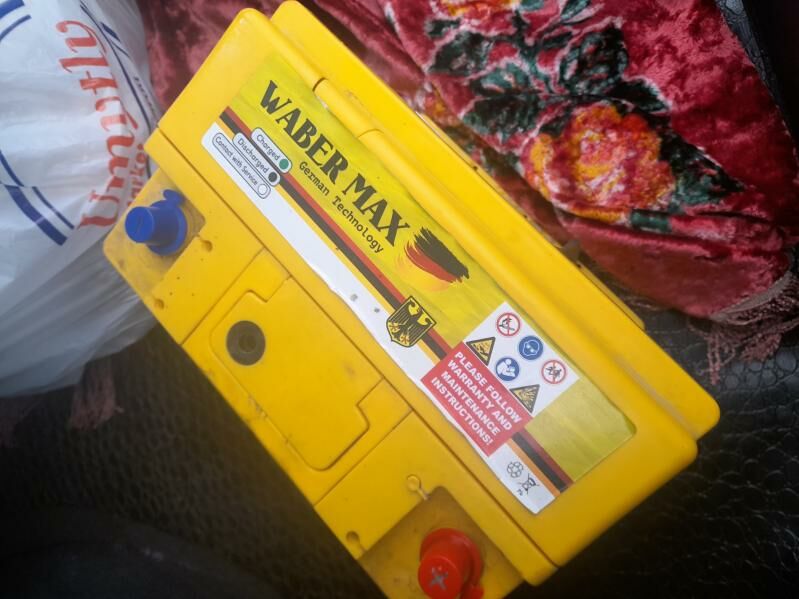 WABER MAX
German Technology
Charged
Discharged
Contact with Service
PLEASE FOLLOW
WARRANTY AND
MAINTENANCE
INSTRUCTIONS!
+